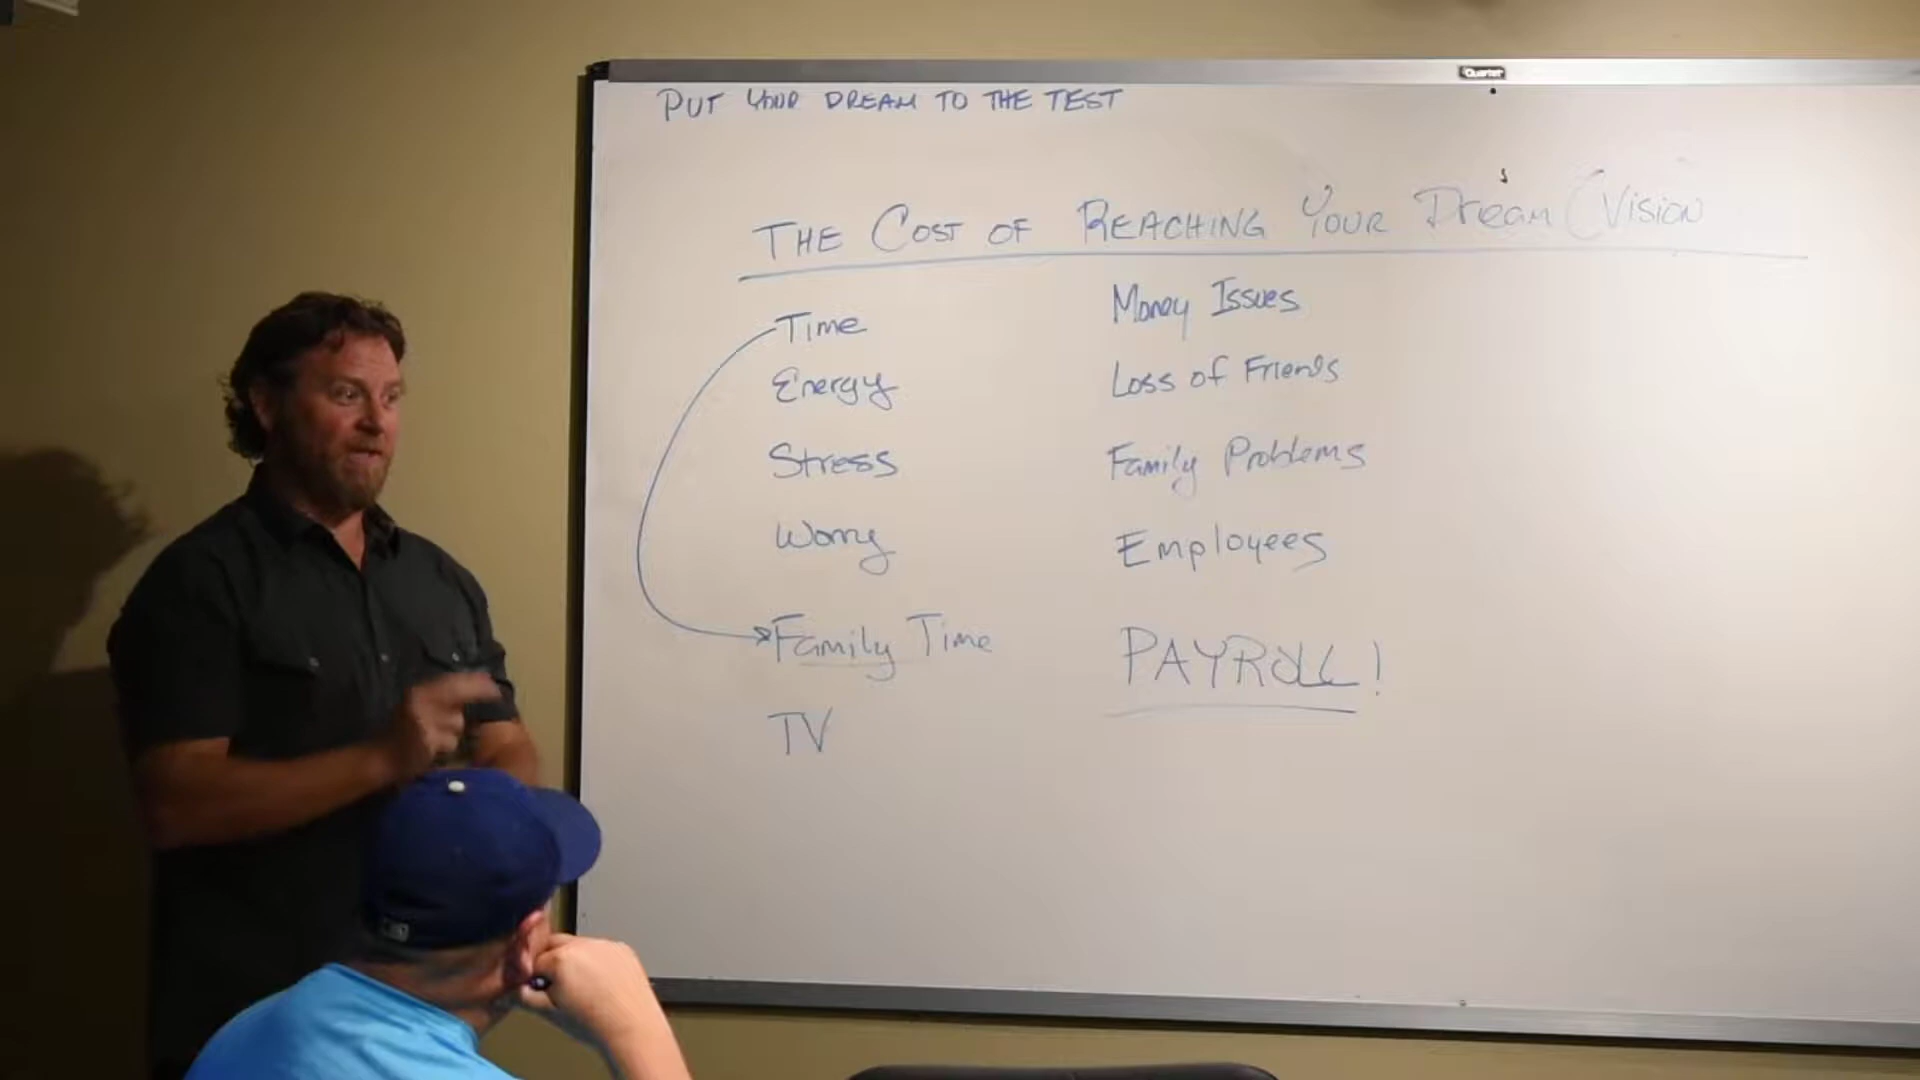 Quartet
PUT YOUR DREAM TO THE TEST
THE COST OF REACHING YOUR Dream (Vision
Time
Energy
Stress
Worry
Family Time
TV
Money Issues
Loss of Friends
Family Problems
Employees
PAYROLL!